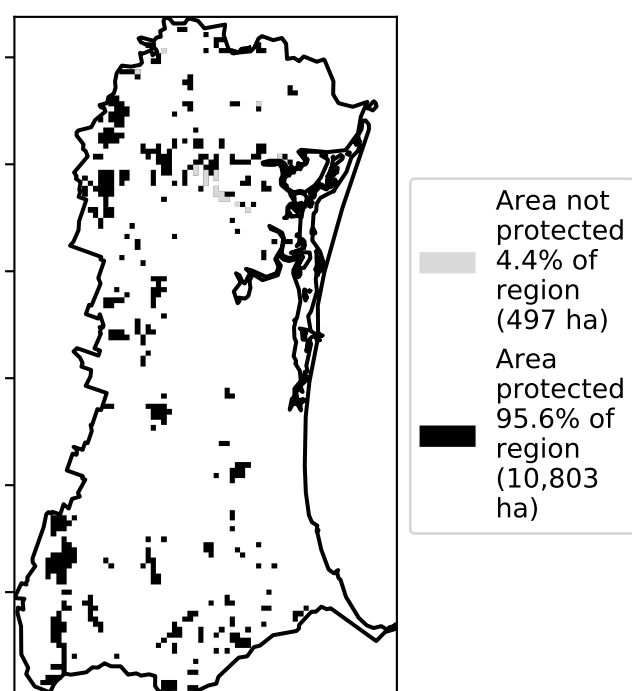 Area not
protected
4.4% of
region
(497 ha)
Area
protected
95.6% of
region
(10,803
ha)